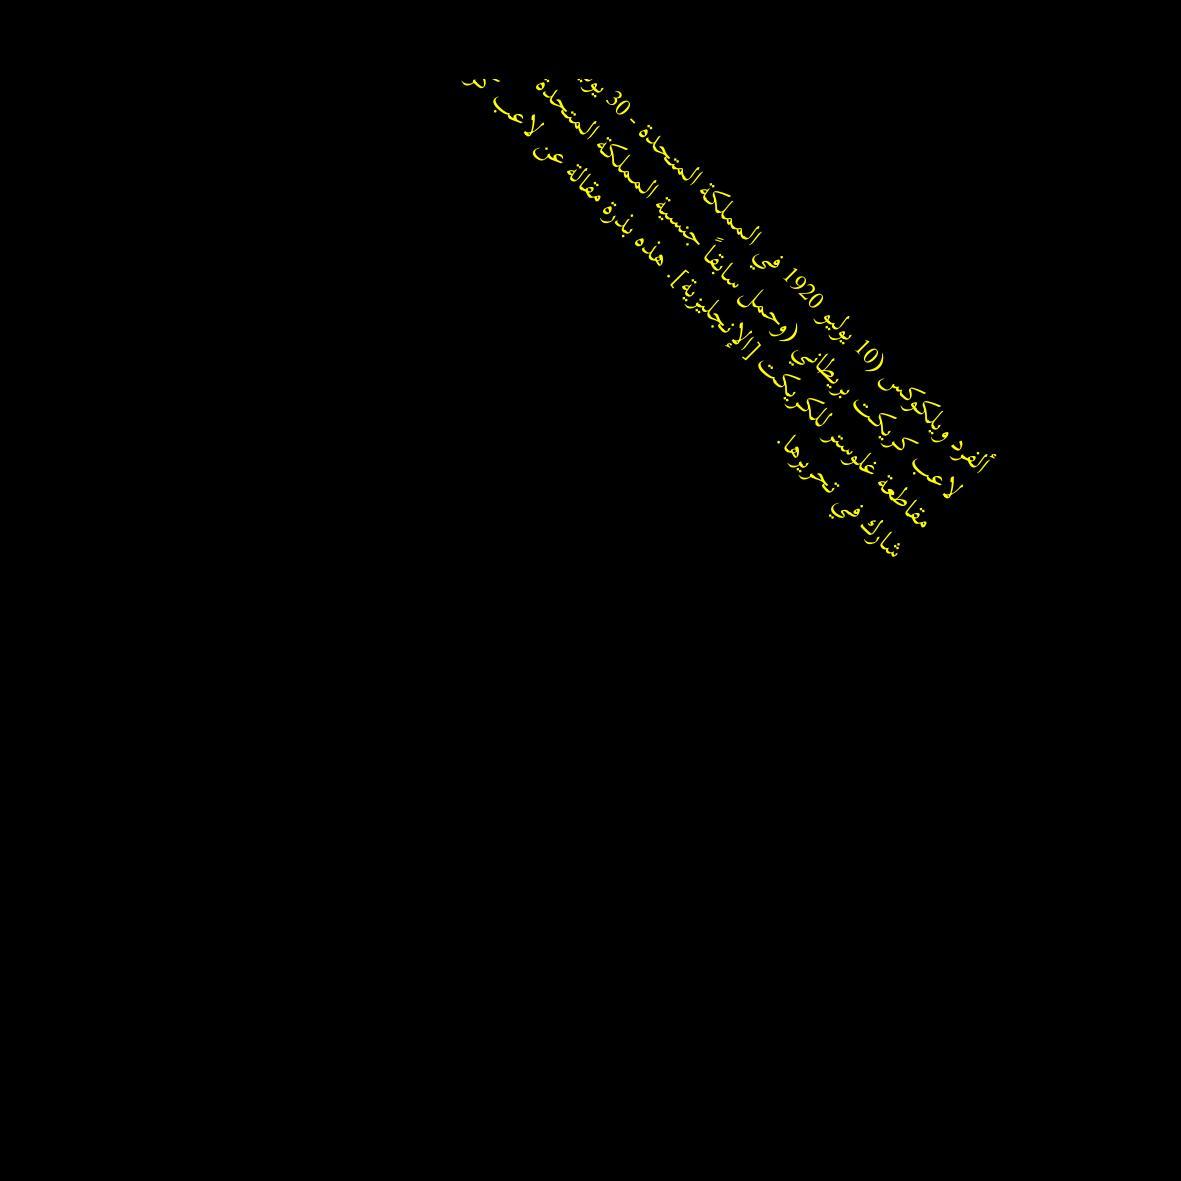 ألفرد ويلكوكس (10 يوليو 1920 في المملكة المتحدة - 30
لاعب كريكت بريطاني (وحمل سابقاً جنسية المملكة المتحدة
مقاطعة غلوستر للكريكت [الإنجليزية]. هذه بذرة مقالة عن لاعب
شارك في تحريرها.